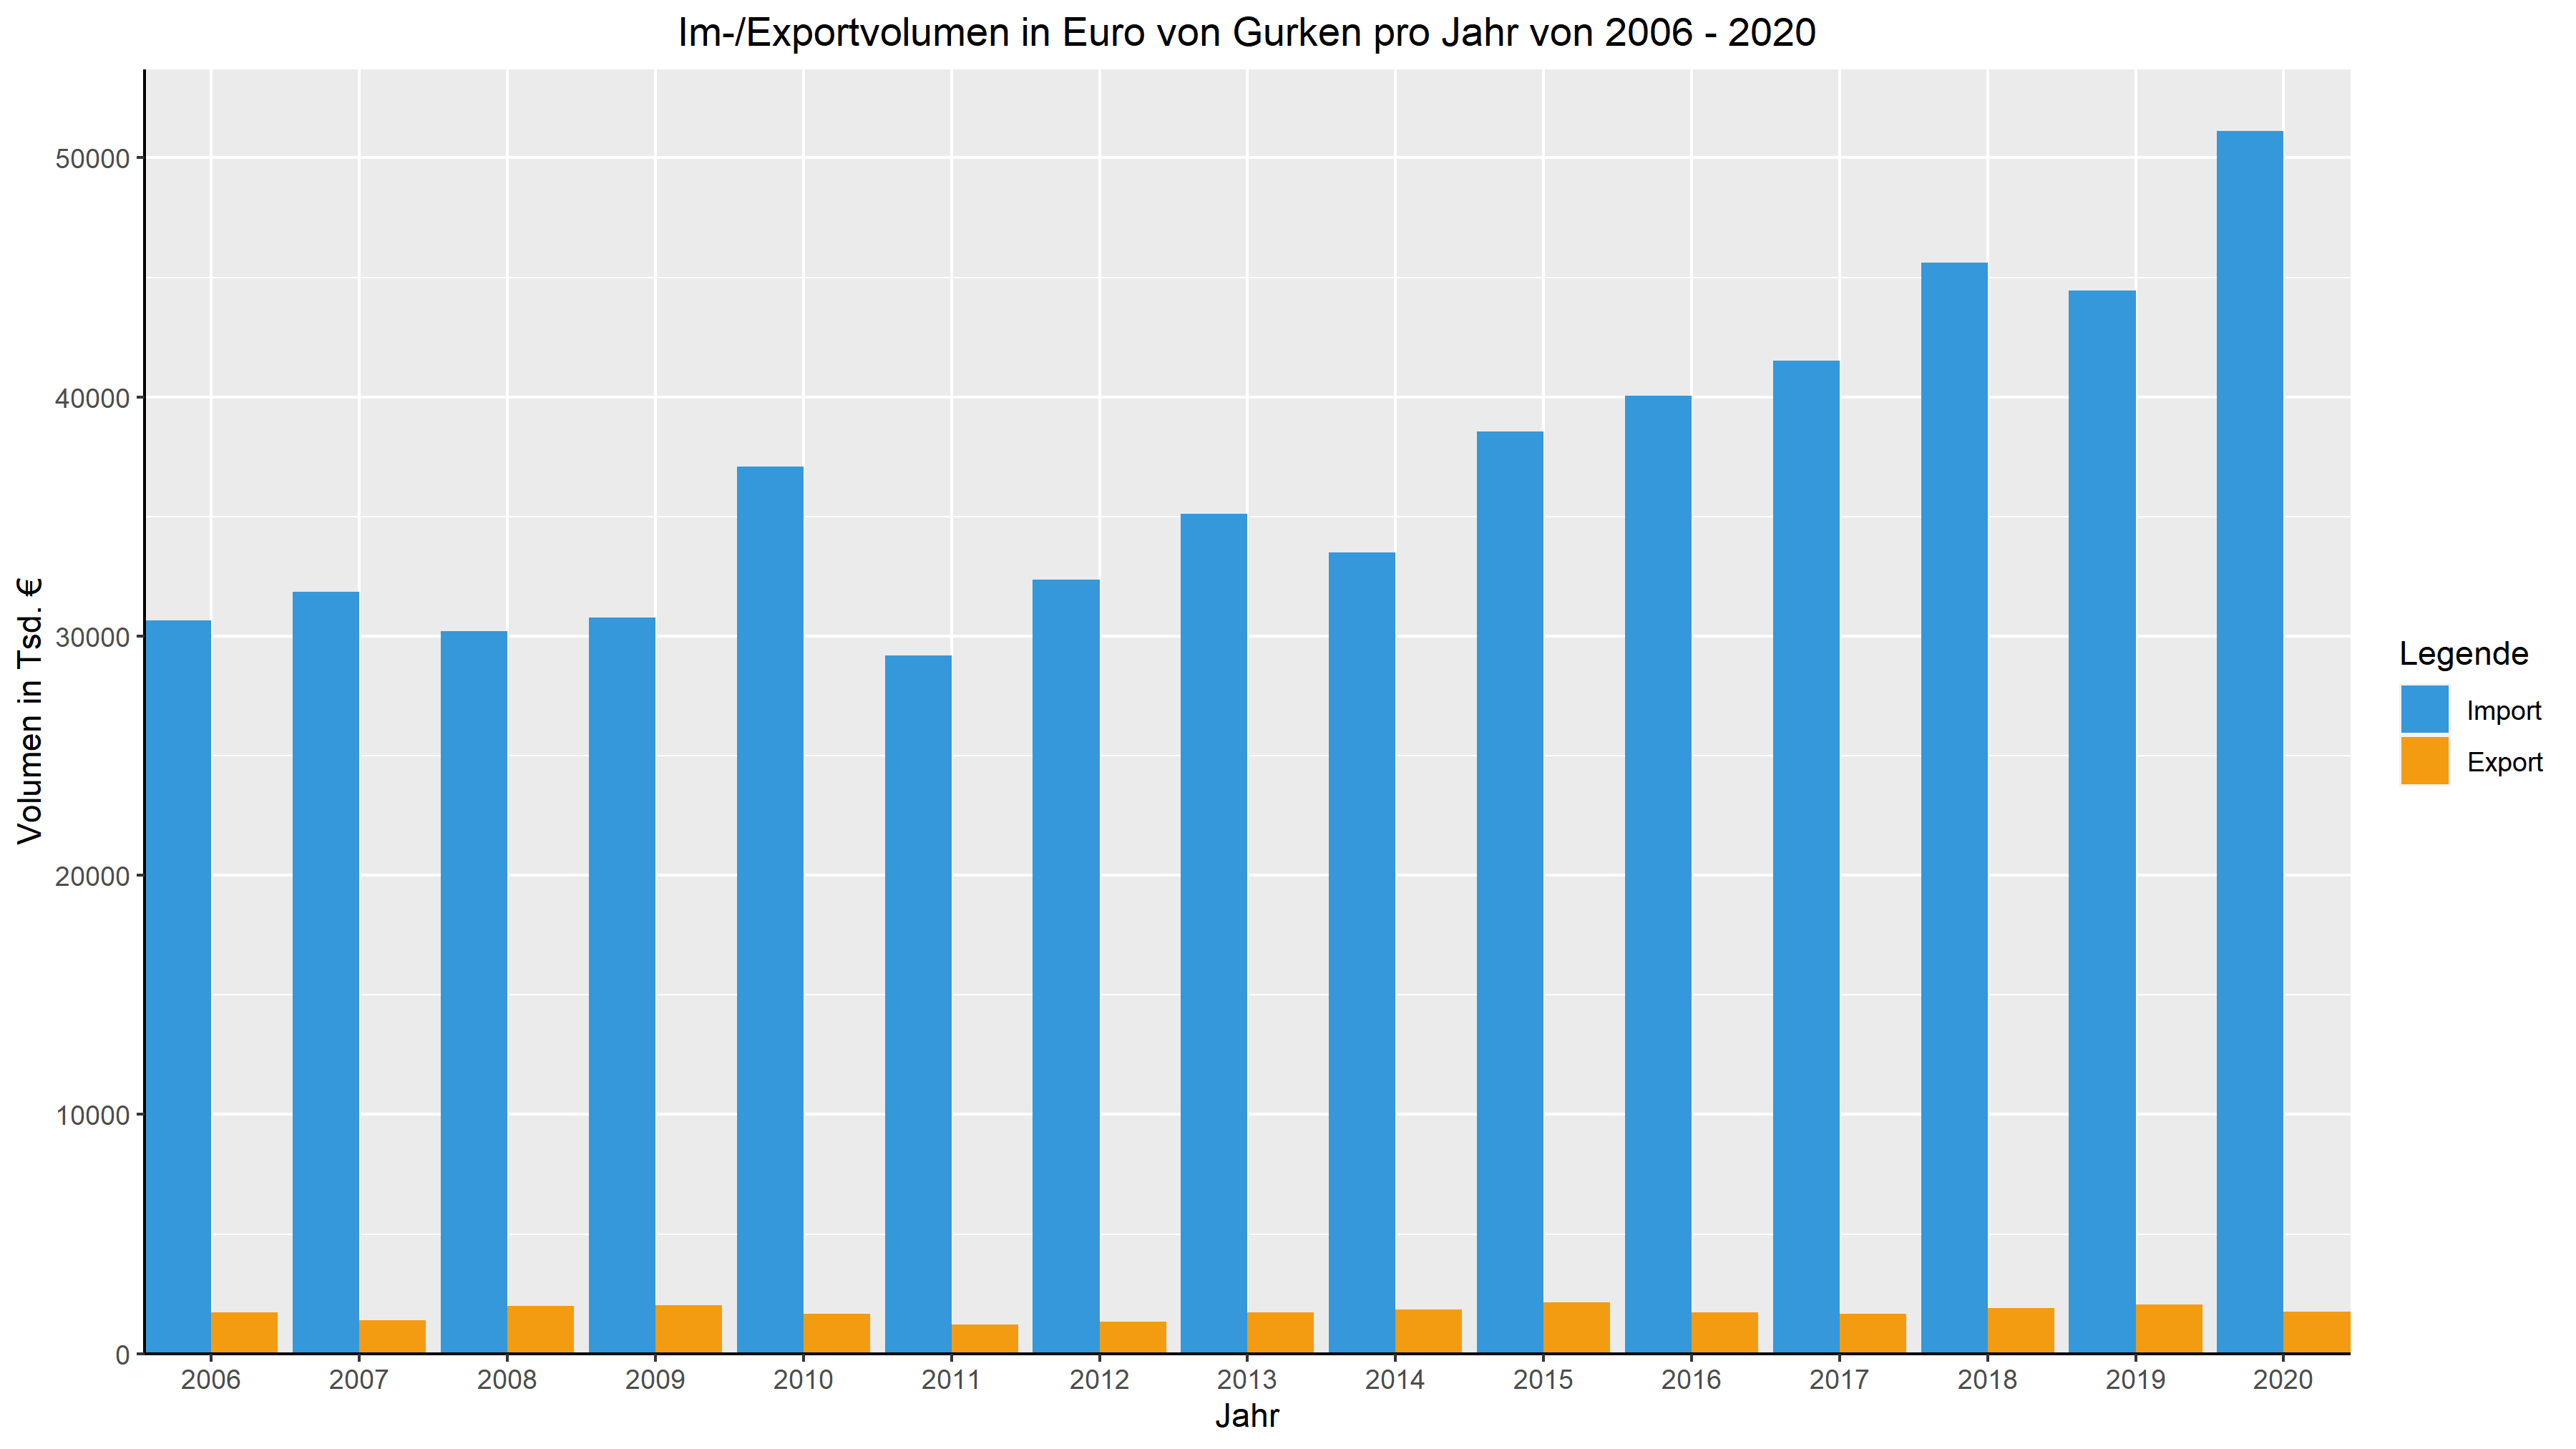 Im-/Exportvolumen in Euro von Gurken pro Jahr von 2006 - 2020
Volumen in Tsd. €
50000
40000
30000
20000
10000
0
2006 2007 2008 2009 2010 2011 2012 2013 2014 2015 2016 2017 2018 2019 2020
Jahr
Legende
Import
Export